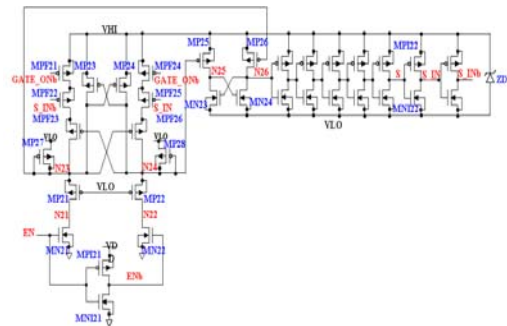 VHI
MPF21 MP23 MP24 MPF24
GATE_ONb GATE_ONb
MPF22 MPF25
S_INb S_IN
MPF23 MPF26
VLO VLO
MP27 MP28
N23 N24
VLO
MP21 MP22
N21 N22
EN
MN21 MN22
VD
D
MPI21
ENb
MNI21
MP25 MP26
N25 N26
MN23 MN24
MPI22
S S_IN S_INb
ZD
MNI22
VLO